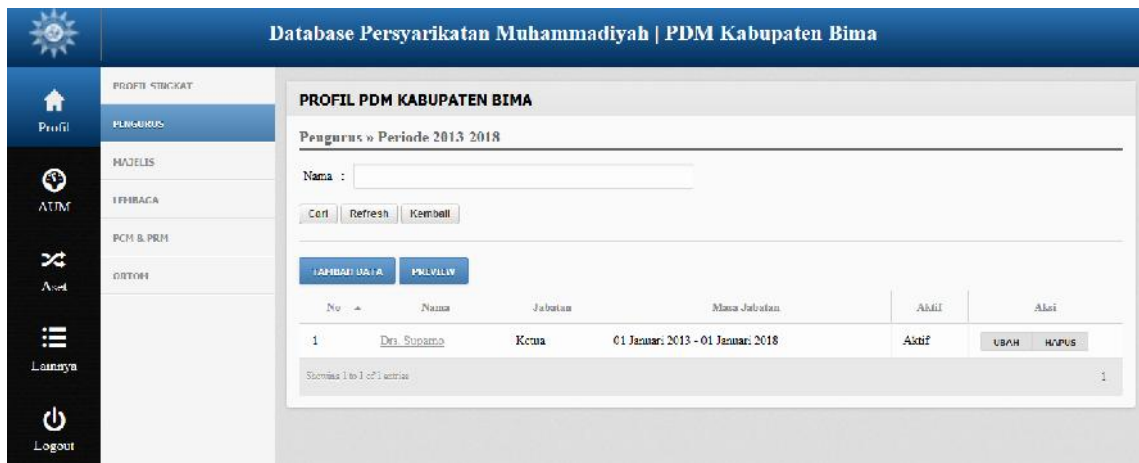 Database Persyarikatan Muhammadiyah | PDM Kabupaten Bima
Profil
AUM
Aset
Lainnya
Logout
PROFIL SINGKAT
PENGURUS
MAJELIS
LEMBAGA
PCM & PRM
ORTOM
PROFIL PDM KABUPATEN BIMA
Pengurus » Periode 2013 2018
Nama :
Cari Refresh Kembali
TAMBAH DATA PREVIEW
No Nama Jabatan Masa Jabatan Aktif Aksi
1 Drs. Suparno Ketua 01 Januari 2013 - 01 Januari 2018 Aktif UBAH HAPUS
Showing 1 to 1 of 1 entries 1